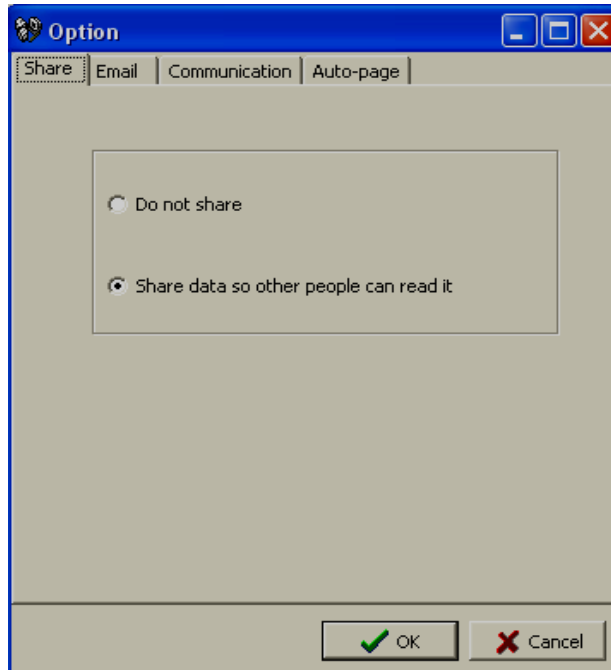 Option
Share Email Communication Auto-page
Do not share
Share data so other people can read it
OK Cancel